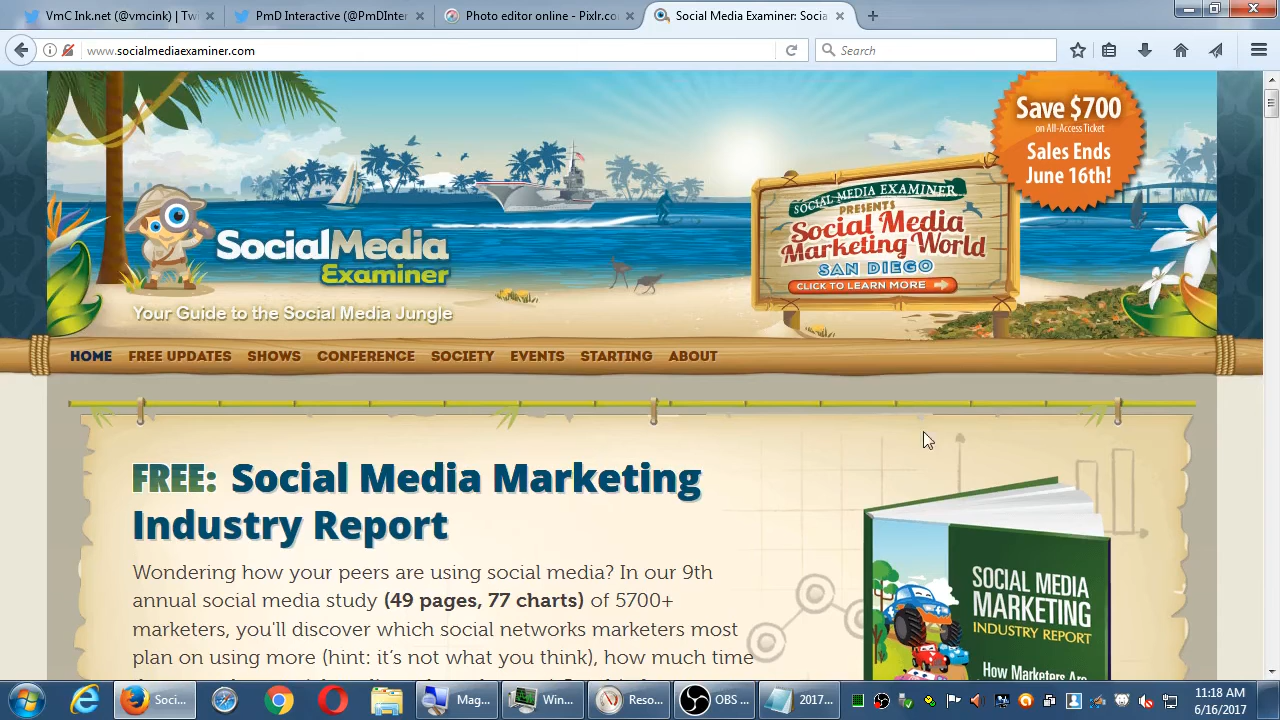 VmC Ink.net (@vmcink) | Twi
PmD Interactive (@PmDInter
Photo editor online - Pixlr.co
Social Media Examiner: Socia
www.socialmediaexaminer.com
Search
Save $700
on All-Access Ticket
Sales Ends
June 16th!
SOCIAL MEDIA EXAMINER
PRESENTS
Social Media
Marketing World
SAN DIEGO
CLICK TO LEARN MORE
SocialMedia
Examiner
Your Guide to the Social Media Jungle
HOME FREE UPDATES SHOWS CONFERENCE SOCIETY EVENTS STARTING ABOUT
FREE: Social Media Marketing
Industry Report
Wondering how your peers are using social media? In our 9th
annual social media study (49 pages, 77 charts) of 5700+
marketers, you'll discover which social networks marketers most
plan on using more (hint: it's not what you think), how much time
SOCIAL MEDIA
MARKETING
INDUSTRY REPORT
How Marketers Are
Soci...
Mag...
Win...
Reso...
OBS ...
2017...
11:18 AM
6/16/2017